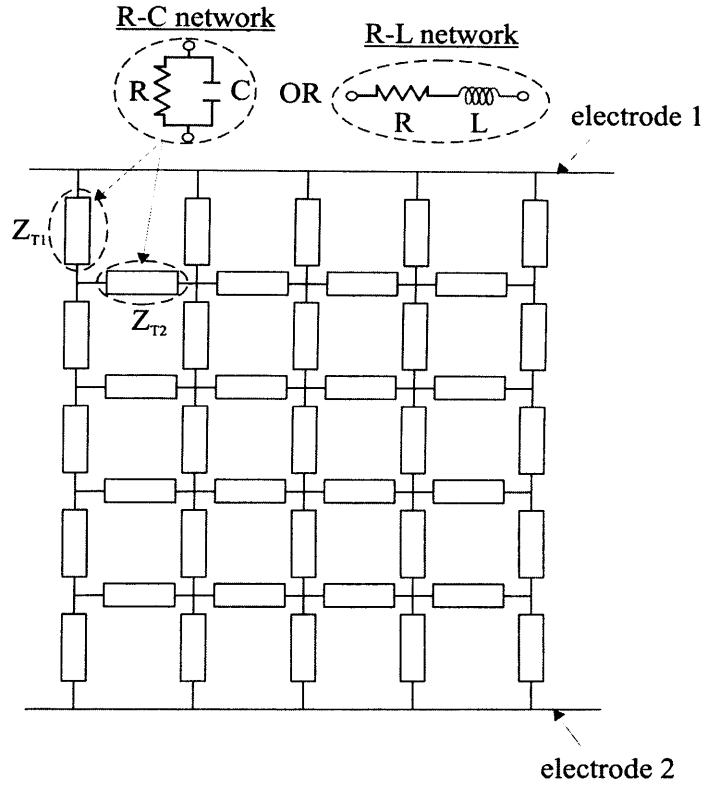 R-C network
R-L network
R
C
OR
R
L
electrode 1
Z_T1
Z_T2
electrode 2